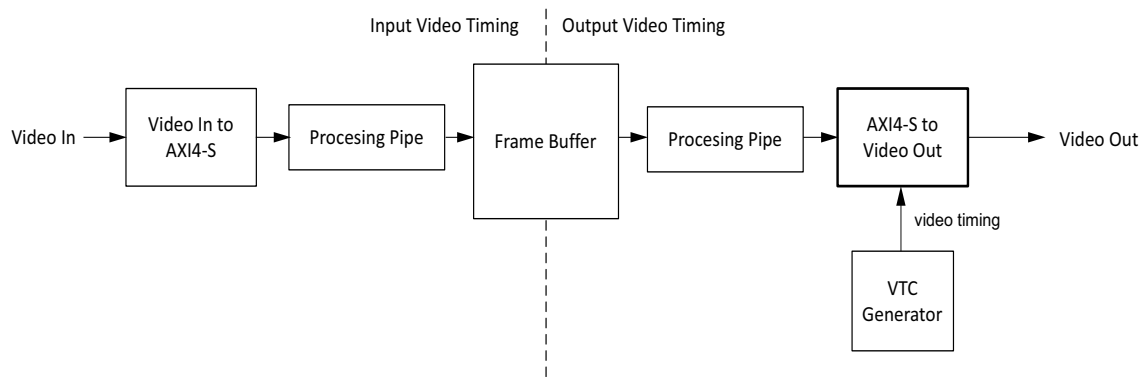 Input Video Timing
Output Video Timing
Video In
Video In to
AXI4-S
Procesing Pipe
Frame Buffer
Procesing Pipe
AXI4-S to
Video Out
Video Out
video timing
VTC
Generator